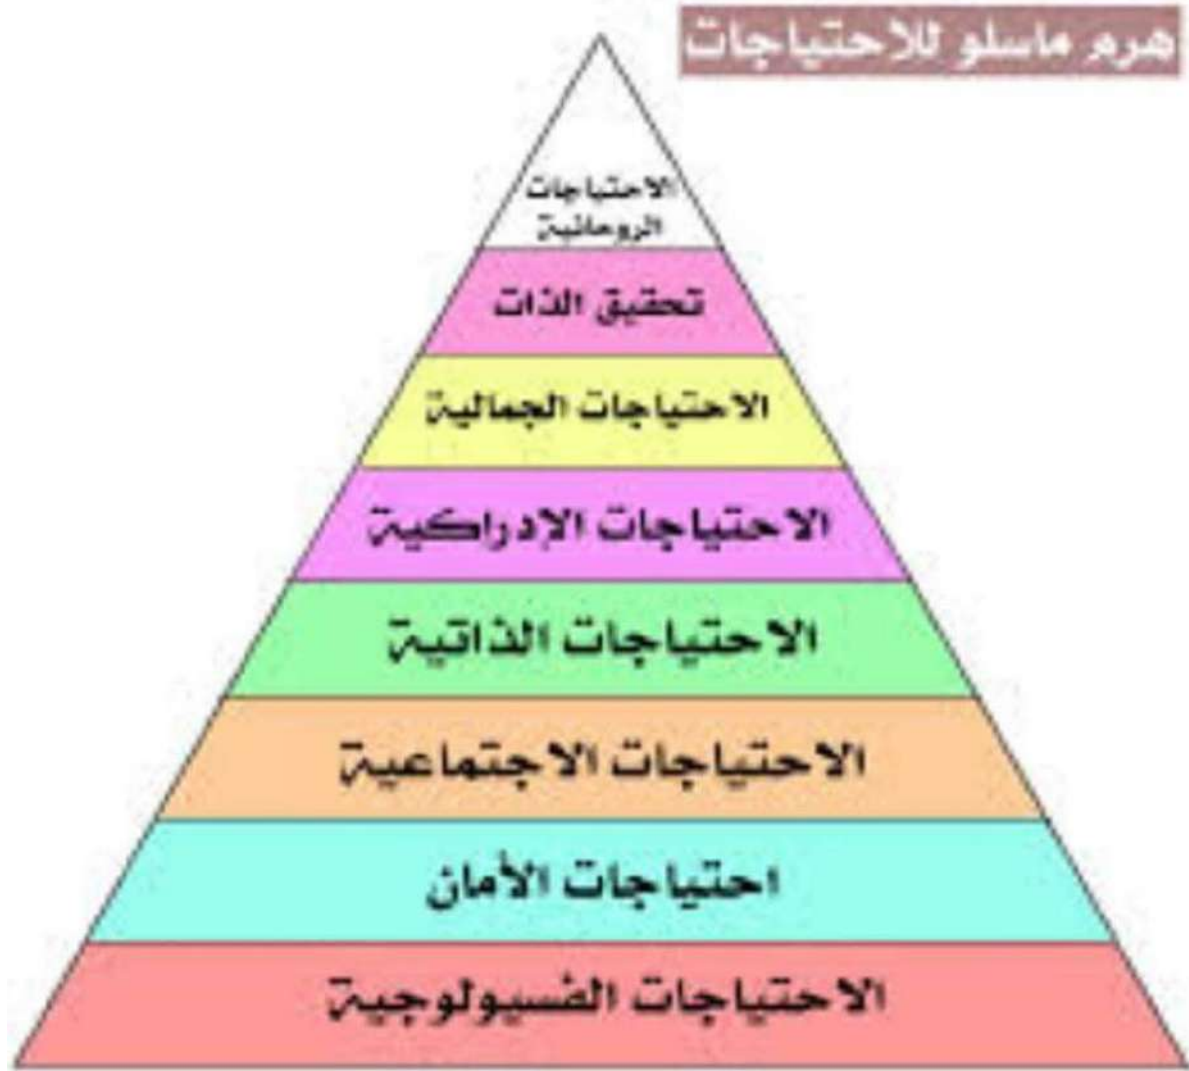 هرم ماسلو للاحتياجات
الاحتياجات
الروحانية
تحقيق الذات
الاحتياجات الجمالية
الاحتياجات الإدراكية
الاحتياجات الذاتية
الاحتياجات الاجتماعية
احتياجات الأمان
الاحتياجات الفسيولوجية